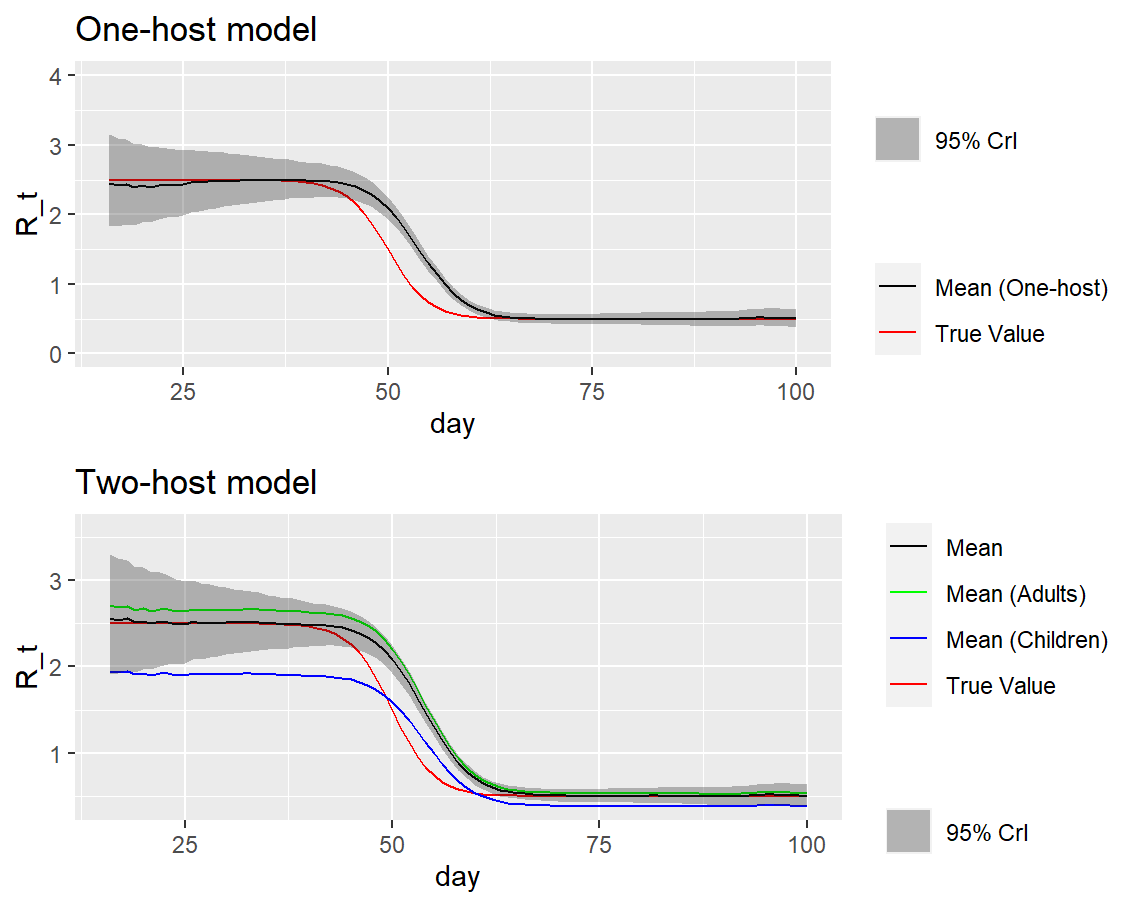 One-host model
4
3
2
1
0
R_t
25
50
75
100
day
95% CrI
Mean (One-host)
True Value
Two-host model
3
2
1
R_t
25
50
75
100
day
Mean
Mean (Adults)
Mean (Children)
True Value
95% CrI